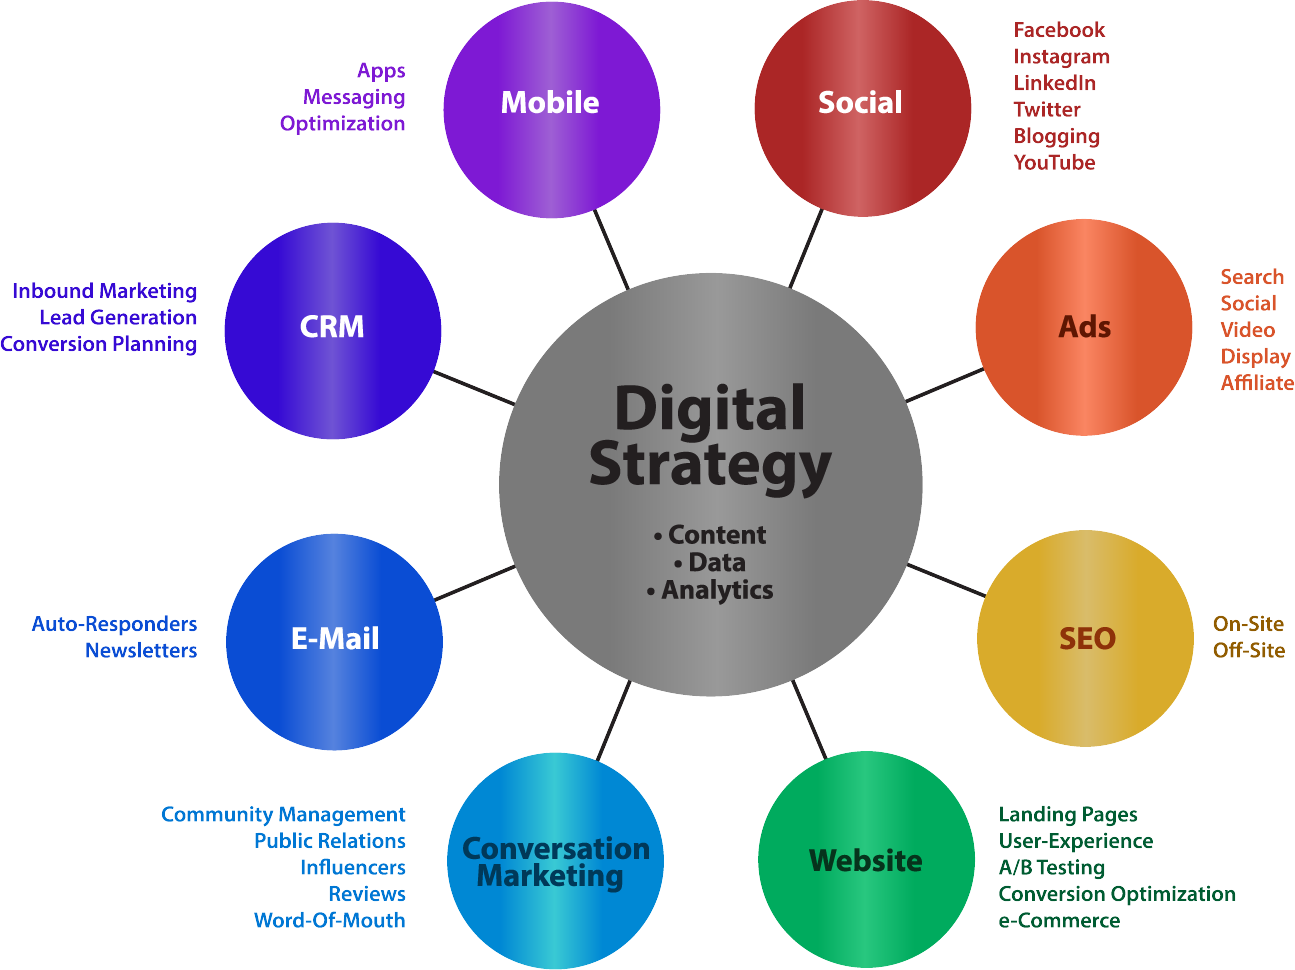 Digital
Strategy
• Content
• Data
• Analytics
Mobile
Apps
Messaging
Optimization
Social
Facebook
Instagram
LinkedIn
Twitter
Blogging
YouTube
Ads
Search
Social
Video
Display
Affiliate
SEO
On-Site
Off-Site
Website
Landing Pages
User-Experience
A/B Testing
Conversion Optimization
e-Commerce
Conversation
Marketing
Community Management
Public Relations
Influencers
Reviews
Word-Of-Mouth
E-Mail
Auto-Responders
Newsletters
CRM
Inbound Marketing
Lead Generation
Conversion Planning